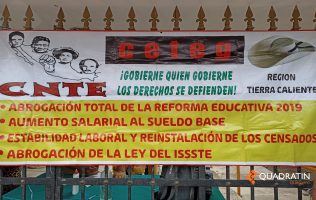 ceteg
CNTE
¡GOBIERNE QUIEN GOBIERNE
LOS DERECHOS SE DEFIENDEN!
REGION
TIERRA CALIENTE
• ABROGACIÓN TOTAL DE LA REFORMA EDUCATIVA 2019
• AUMENTO SALARIAL AL SUELDO BASE
• ESTABILIDAD LABORAL Y REINSTALACIÓN DE LOS CENSADOS
• ABROGACIÓN DE LA LEY DEL ISSSTE
QUADRATIN